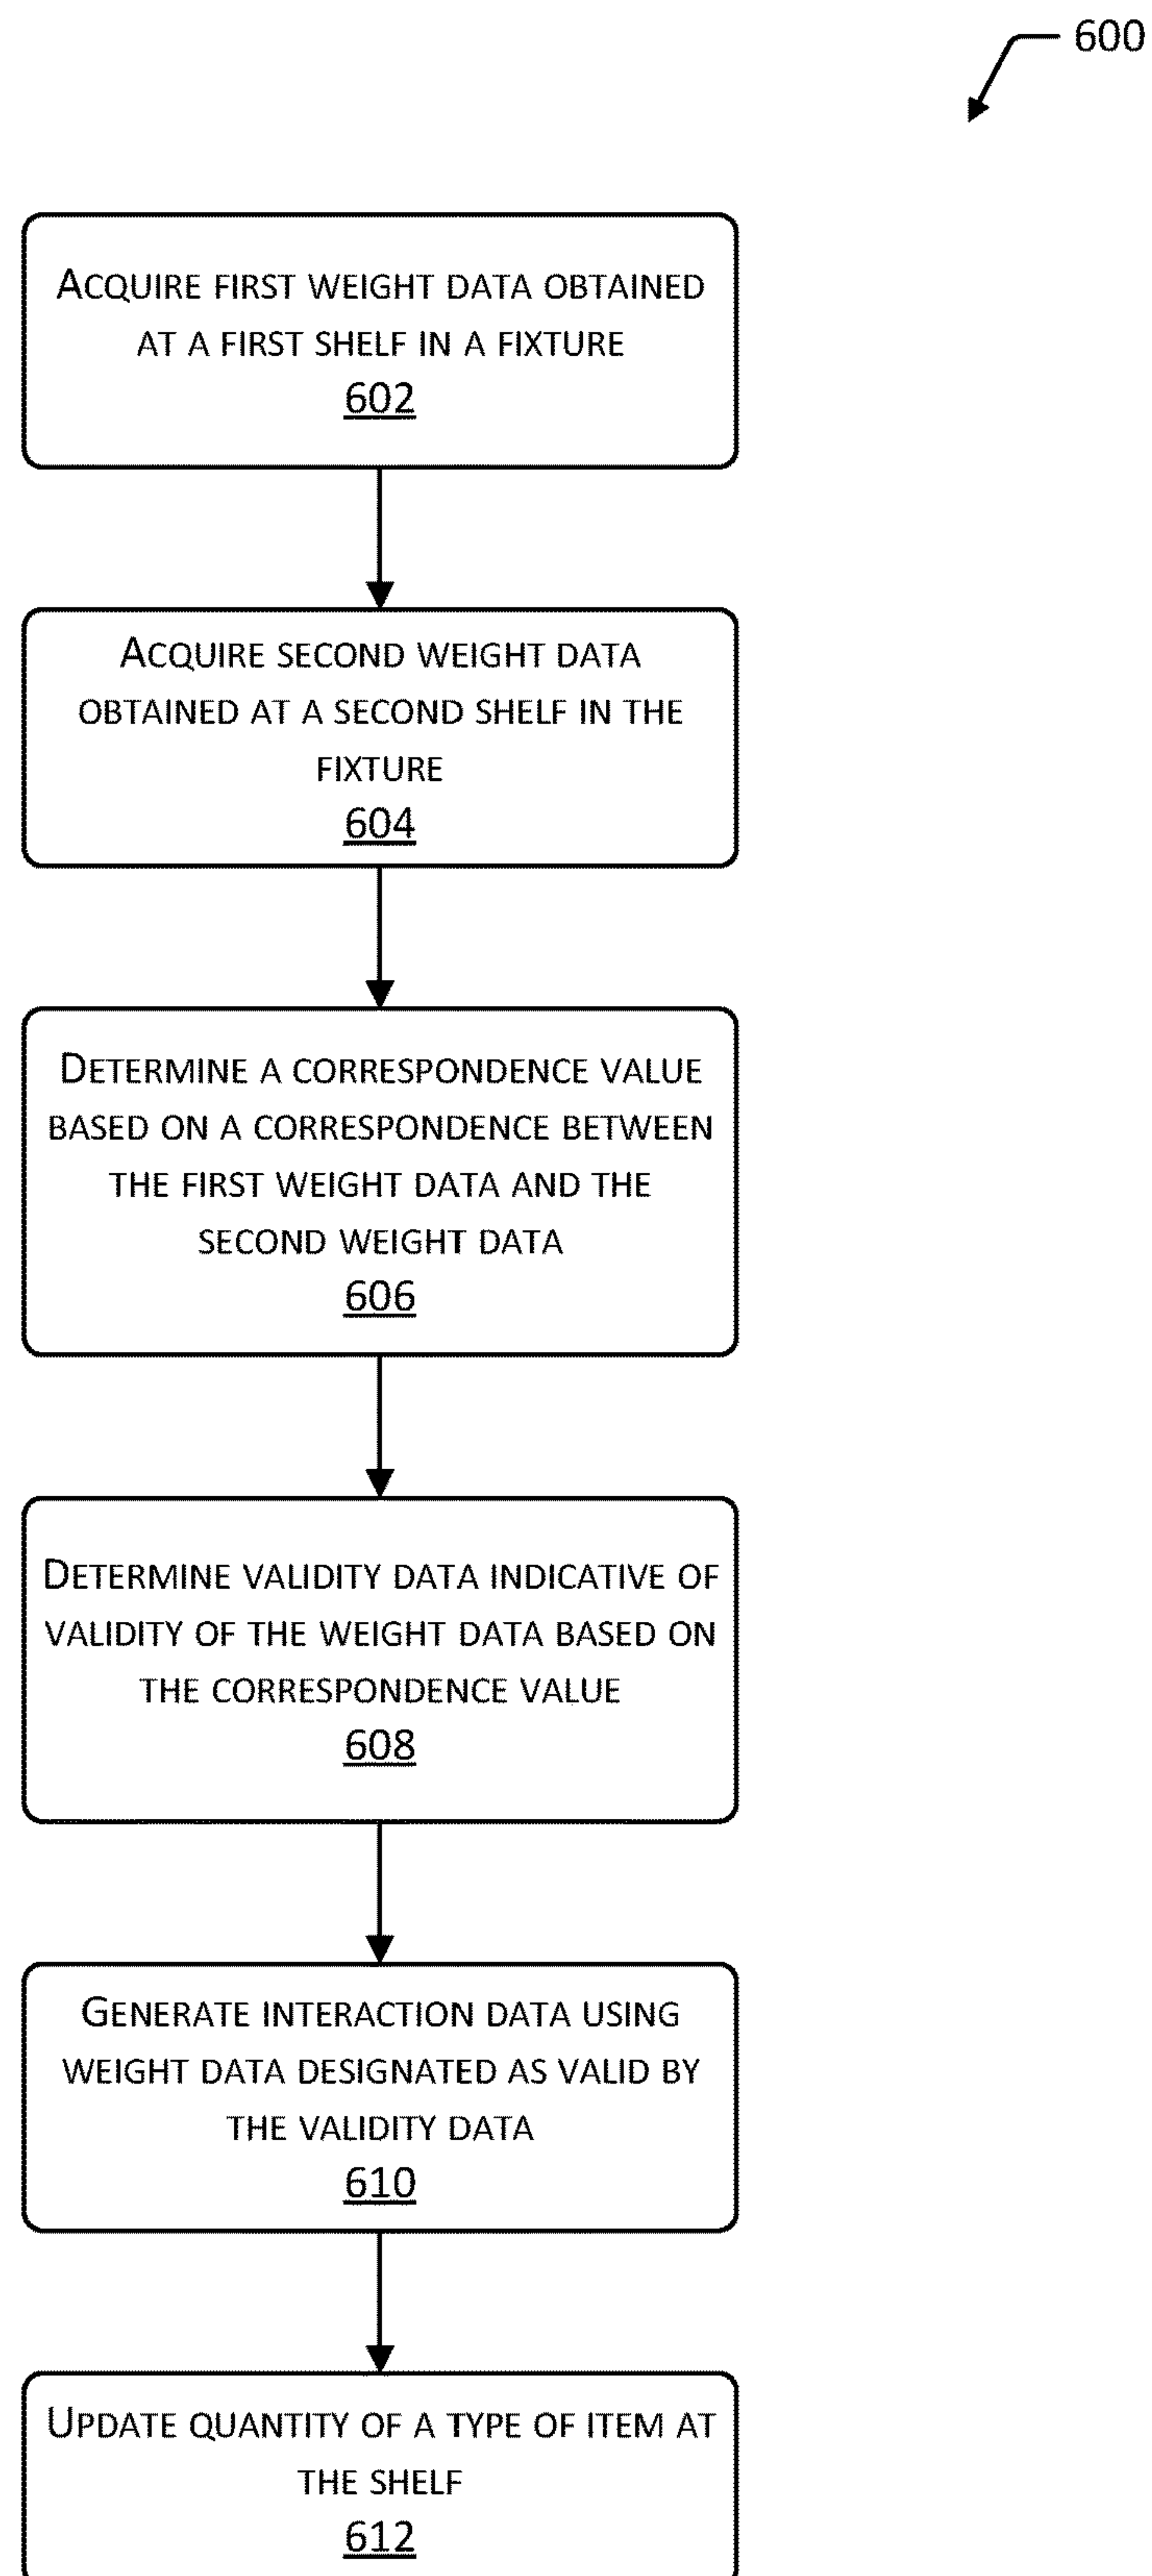 600
ACQUIRE FIRST WEIGHT DATA OBTAINED
AT A FIRST SHELF IN A FIXTURE
602
ACQUIRE SECOND WEIGHT DATA
OBTAINED AT A SECOND SHELF IN THE
FIXTURE
604
DETERMINE A CORRESPONDENCE VALUE
BASED ON A CORRESPONDENCE BETWEEN
THE FIRST WEIGHT DATA AND THE
SECOND WEIGHT DATA
606
DETERMINE VALIDITY DATA INDICATIVE OF
VALIDITY OF THE WEIGHT DATA BASED ON
THE CORRESPONDENCE VALUE
608
GENERATE INTERACTION DATA USING
WEIGHT DATA DESIGNATED AS VALID BY
THE VALIDITY DATA
610
UPDATE QUANTITY OF A TYPE OF ITEM AT
THE SHELF
612